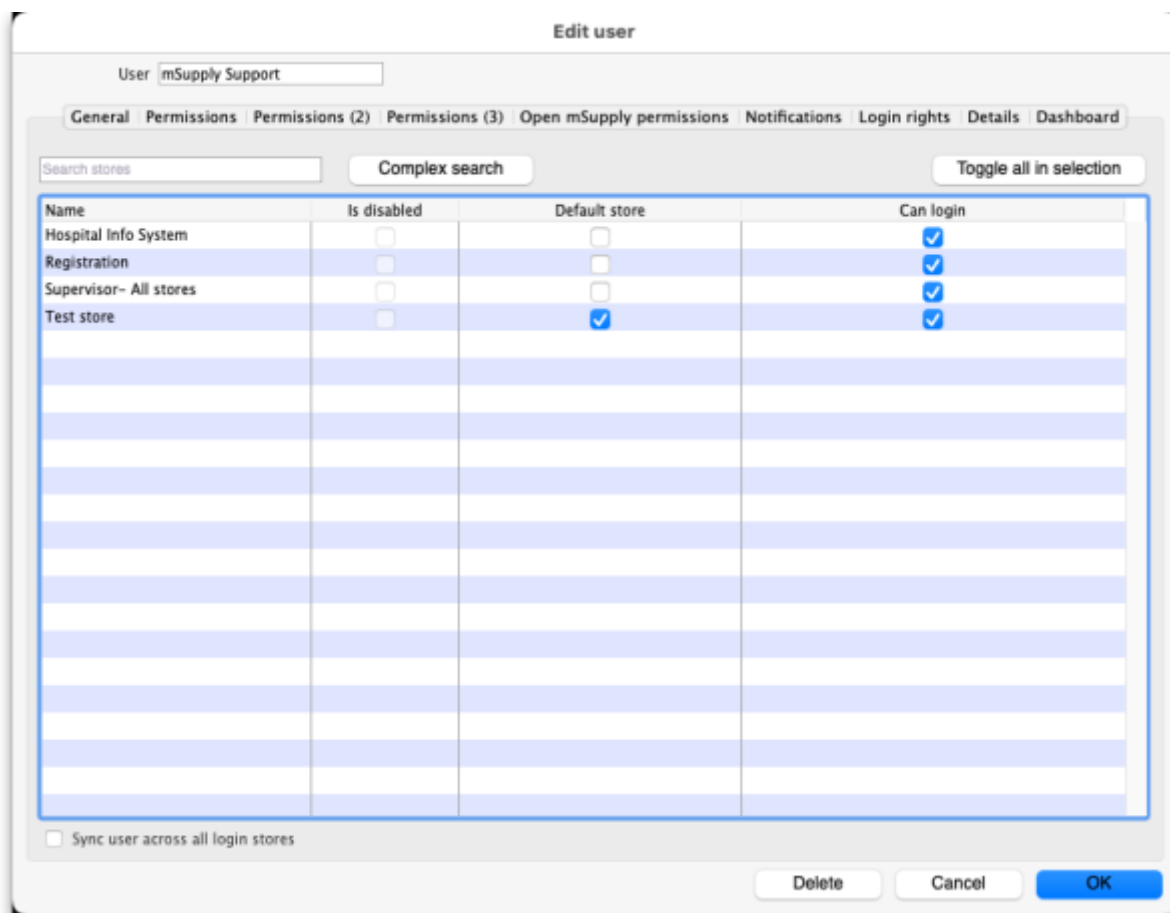 Edit user
User mSupply Support
General Permissions Permissions (2) Permissions (3) Open mSupply permissions Notifications Login rights Details Dashboard
Search stores Complex search Toggle all in selection
Name Is disabled Default store Can login
Hospital Info System
Registration
Supervisor- All stores
Test store
Sync user across all login stores
Delete Cancel OK